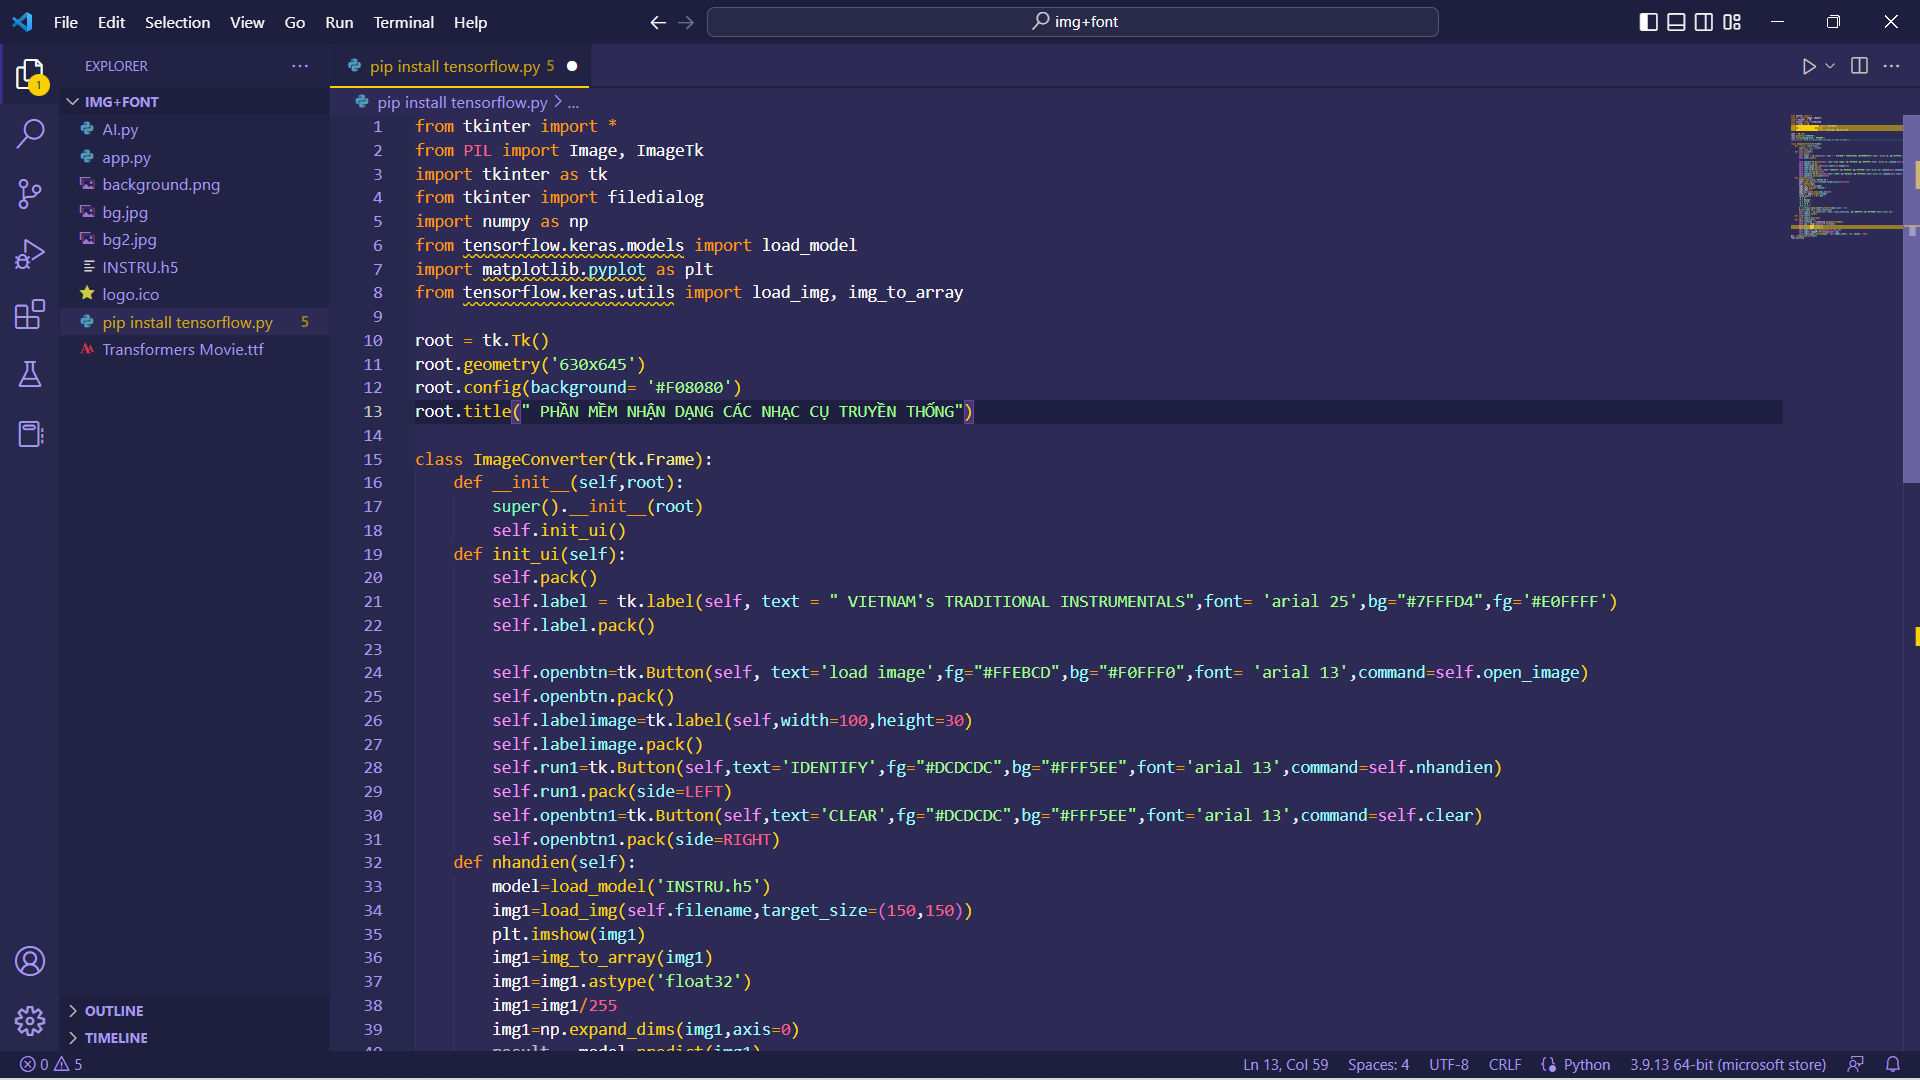 File Edit Selection View Go Run Terminal Help
img+font
EXPLORER
1
IMG+FONT
AI.py
app.py
background.png
bg.jpg
bg2.jpg
INSTRU.h5
logo.ico
pip install tensorflow.py 5
Transformers Movie.ttf
OUTLINE
TIMELINE
pip install tensorflow.py 5
pip install tensorflow.py > ...
1 from tkinter import *
2 from PIL import Image, ImageTk
3 import tkinter as tk
4 from tkinter import filedialog
5 import numpy as np
6 from tensorflow.keras.models import load_model
7 import matplotlib.pyplot as plt
8 from tensorflow.keras.utils import load_img, img_to_array
9
10 root = tk.Tk()
11 root.geometry('630x645')
12 root.config(background= '#F08080')
13 root.title(" PHẦN MỀM NHẬN DẠNG CÁC NHẠC CỤ TRUYỀN THỐNG")
14
15 class ImageConverter(tk.Frame):
16     def __init__(self,root):
17         super().__init__(root)
18         self.init_ui()
19     def init_ui(self):
20         self.pack()
21         self.label = tk.label(self, text = " VIETNAM's TRADITIONAL INSTRUMENTALS",font= 'arial 25',bg="#7FFFD4",fg='#E0FFFF')
22         self.label.pack()
23
24         self.openbtn=tk.Button(self, text='load image',fg="#FFEBCD",bg="#F0FFF0",font= 'arial 13',command=self.open_image)
25         self.openbtn.pack()
26         self.labelimage=tk.label(self,width=100,height=30)
27         self.labelimage.pack()
28         self.run1=tk.Button(self,text='IDENTIFY',fg="#DCDCDC",bg="#FFF5EE",font='arial 13',command=self.nhandien)
29         self.run1.pack(side=LEFT)
30         self.openbtn1=tk.Button(self,text='CLEAR',fg="#DCDCDC",bg="#FFF5EE",font='arial 13',command=self.clear)
31         self.openbtn1.pack(side=RIGHT)
32     def nhandien(self):
33         model=load_model('INSTRU.h5')
34         img1=load_img(self.filename,target_size=(150,150))
35         plt.imshow(img1)
36         img1=img_to_array(img1)
37         img1=img1.astype('float32')
38         img1=img1/255
39         img1=np.expand_dims(img1,axis=0)
0 5
Ln 13, Col 59 Spaces: 4 UTF-8 CRLF Python 3.9.13 64-bit (microsoft store)